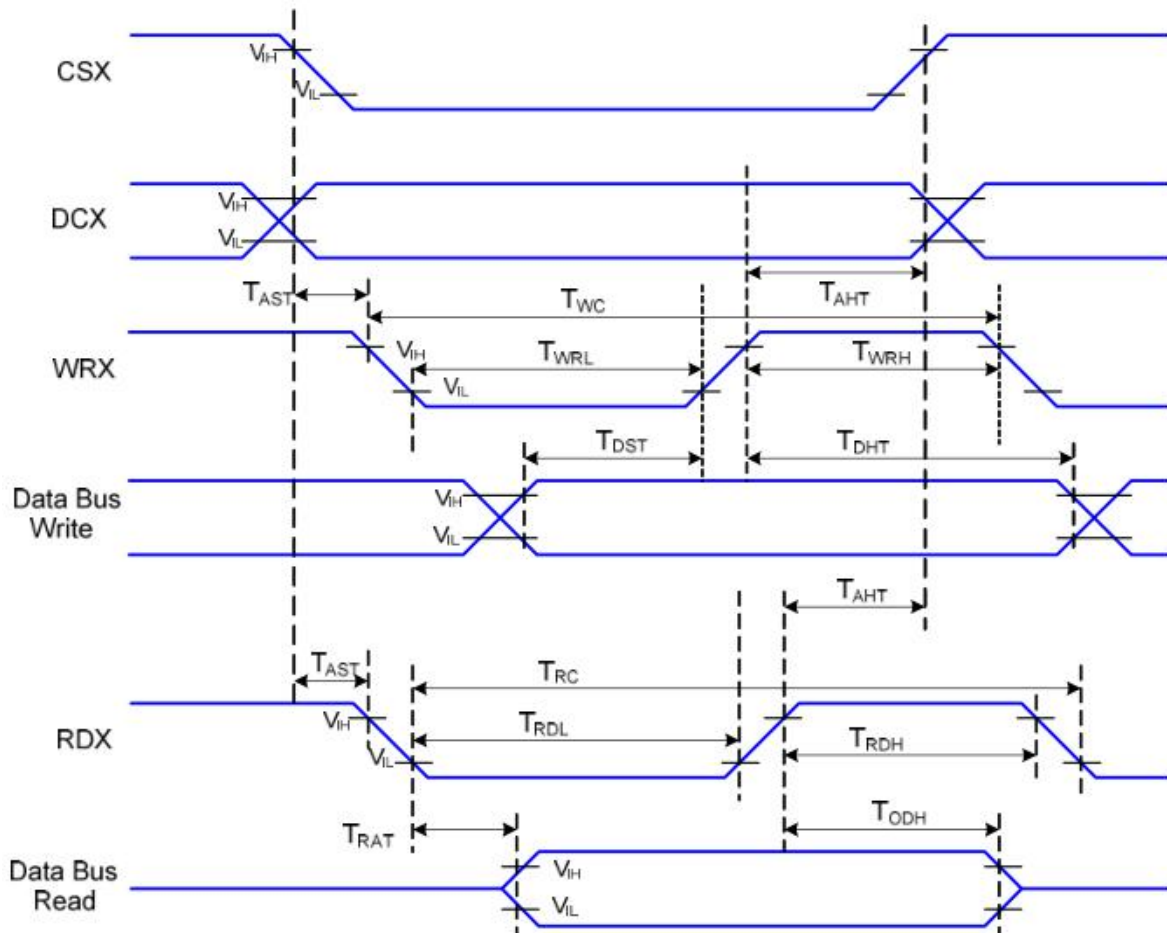 CSX
VIH
VIL
DCX
VIH
VIL
TAST
TWC
TAHT
WRX
VIH
TWRL
TWRH
VIL
TDST
TDHT
Data Bus
Write
VIH
VIL
TAHT
TAST
TRC
RDX
VIH
TRDL
TRDH
VIL
TRAT
TODH
Data Bus
Read
VIH
VIL